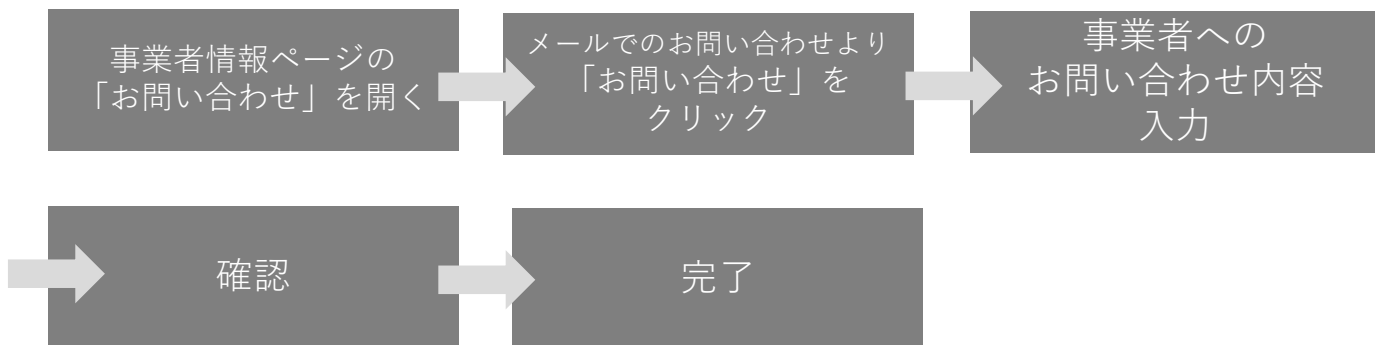 事業者情報ページの
「お問い合わせ」を開く
メールでのお問い合わせより
「お問い合わせ」を
クリック
事業者への
お問い合わせ内容
入力
確認
完了